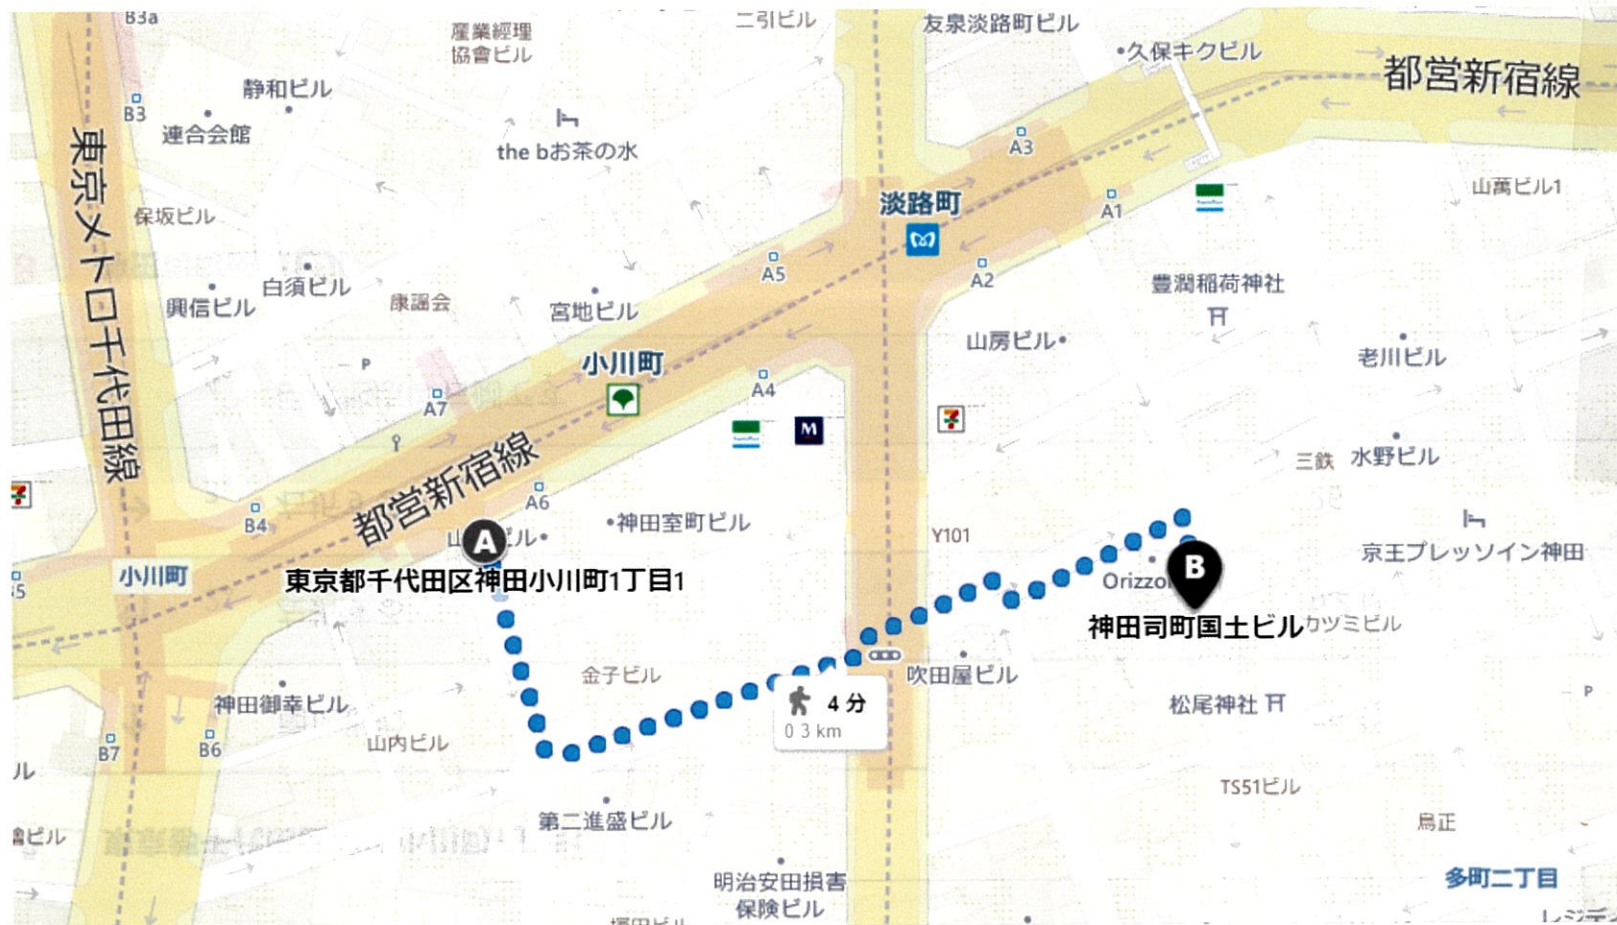 B3a
産業經理
協會ビル
二引ビル
友泉淡路町ビル
久保キクビル
都営新宿線
静和ビル
B3
連合会館
the bお茶の水
A3
東京メトロ千代田線
保坂ビル
淡路町
A1
山萬ビル1
A5
A2
白須ビル
興信ビル
康謡会
宮地ビル
豊潤稲荷神社
山房ビル
老川ビル
小川町
P
A7
A4
M
7
三鉄
水野ビル
都営新宿線
A6
B4
神田室町ビル
Y101
京王プレッソイン神田
A
小川町
東京都千代田区神田小川町1丁目1
B
神田司町国土ビル
カツミビル
金子ビル
吹田屋ビル
神田御幸ビル
松尾神社
P
4 分
0 3 km
B7
B6
山内ビル
TS51ビル
第二進盛ビル
鳥正
明治安田損害
保険ビル
多町二丁目